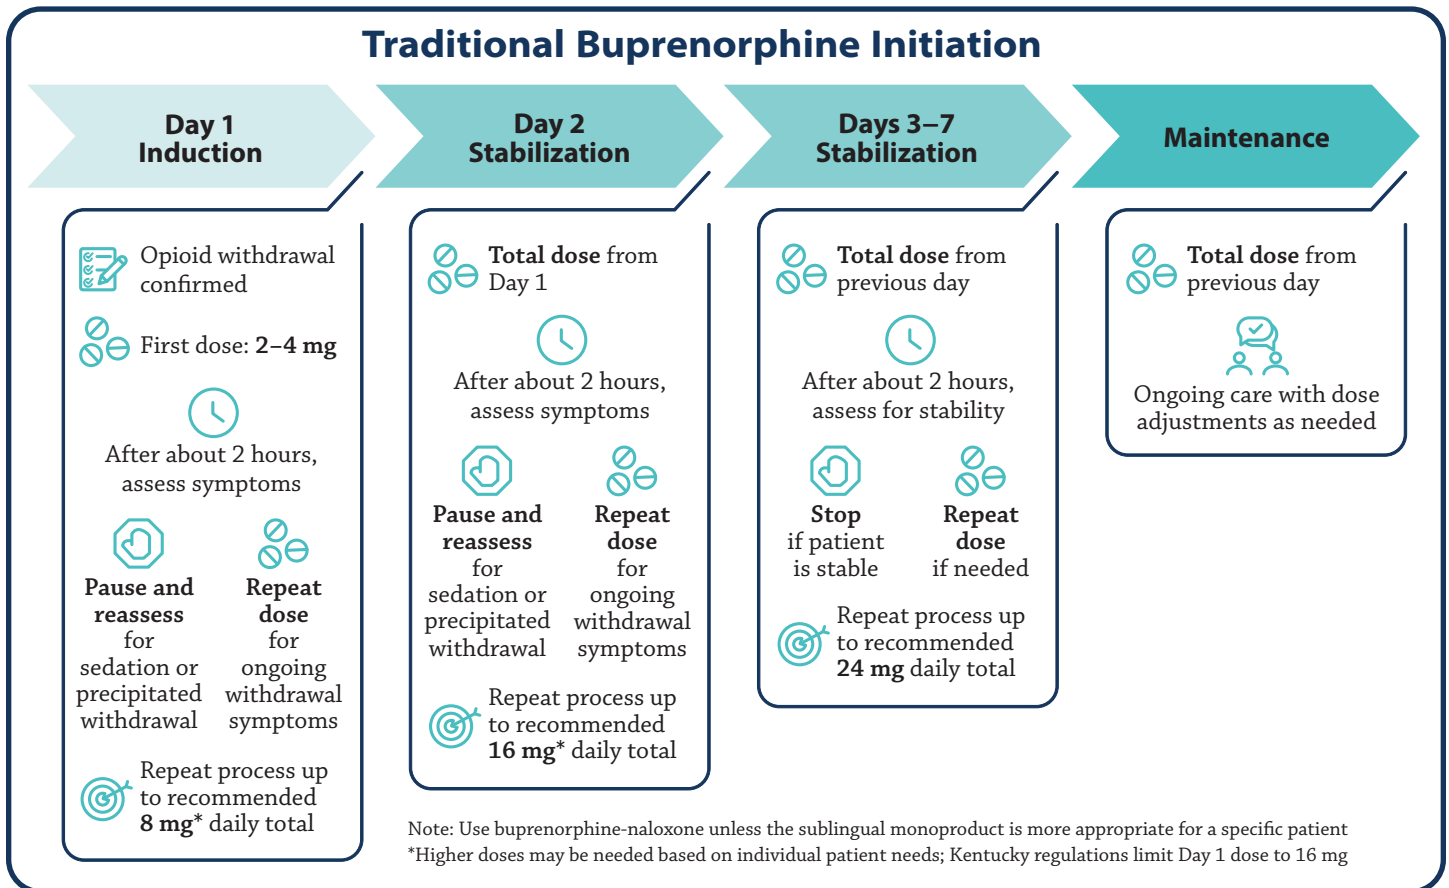 Traditional Buprenorphine Initiation
Day 1
Induction
Opioid withdrawal
confirmed
First dose: 2–4 mg
After about 2 hours,
assess symptoms
Pause and
reassess
for
sedation or
precipitated
withdrawal
Repeat
dose
for
ongoing
withdrawal
symptoms
Repeat process up
to recommended
8 mg* daily total
Day 2
Stabilization
Total dose from
Day 1
After about 2 hours,
assess symptoms
Pause and
reassess
for
sedation or
precipitated
withdrawal
Repeat
dose
for
ongoing
withdrawal
symptoms
Repeat process up
to recommended
16 mg* daily total
Days 3–7
Stabilization
Total dose from
previous day
After about 2 hours,
assess for stability
Stop
if patient
is stable
Repeat
dose
if needed
Repeat process up
to recommended
24 mg daily total
Maintenance
Total dose from
previous day
Ongoing care with dose
adjustments as needed
Note: Use buprenorphine-naloxone unless the sublingual monoproduct is more appropriate for a specific patient
*Higher doses may be needed based on individual patient needs; Kentucky regulations limit Day 1 dose to 16 mg